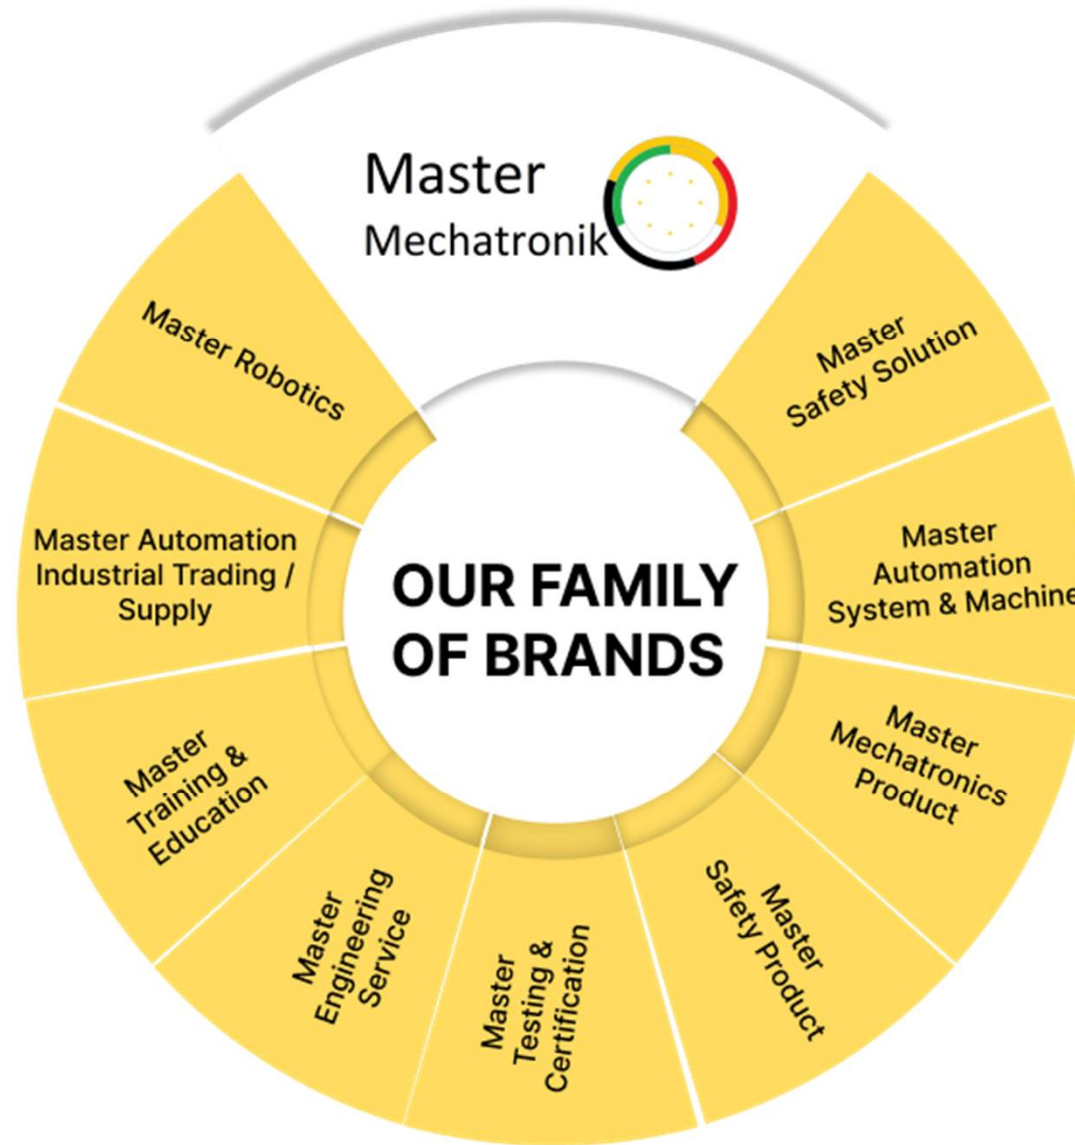 Master
Mechatronik
Master
Safety Solution
Master
Automation
System & Machine
Master
Mechatronics
Product
Master
Safety Product
Master
Testing &
Certification
Master
Engineering
Service
Master
Training &
Education
Master Automation
Industrial Trading /
Supply
Master Robotics
OUR FAMILY
OF BRANDS